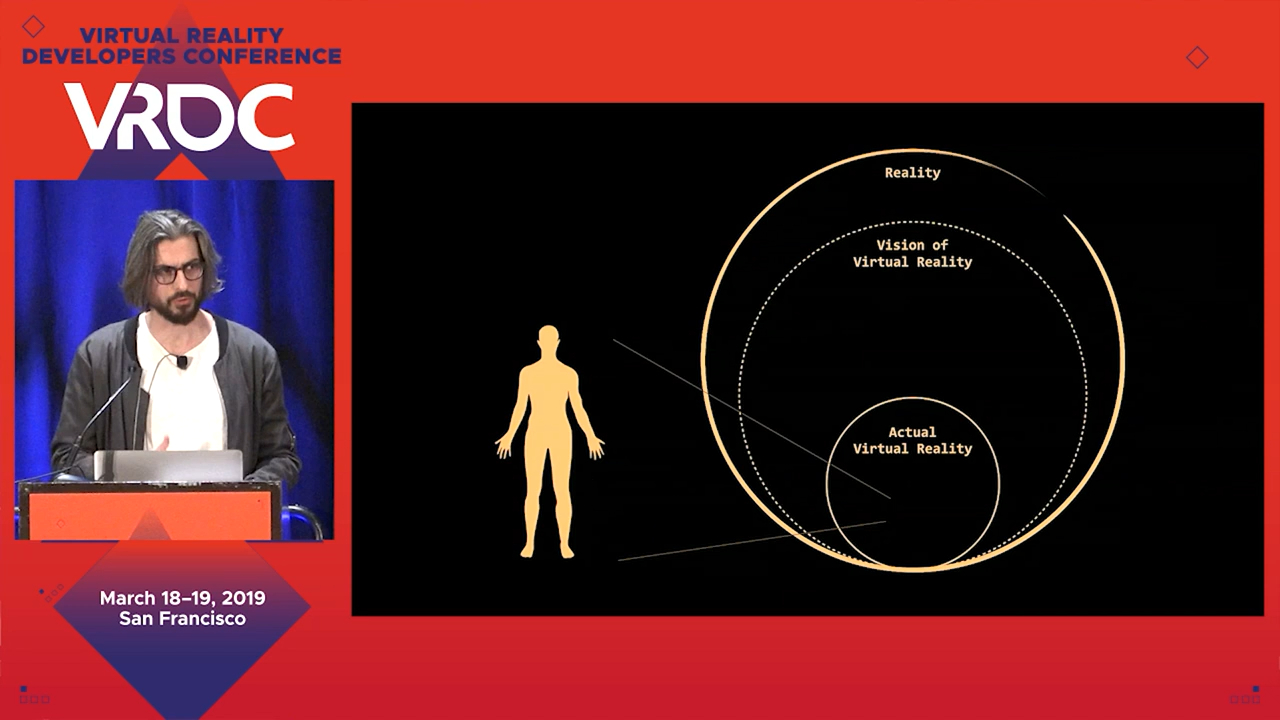 VIRTUAL REALITY
DEVELOPERS CONFERENCE
VRDC
March 18–19, 2019
San Francisco
Reality
Vision of
Virtual Reality
Actual
Virtual Reality